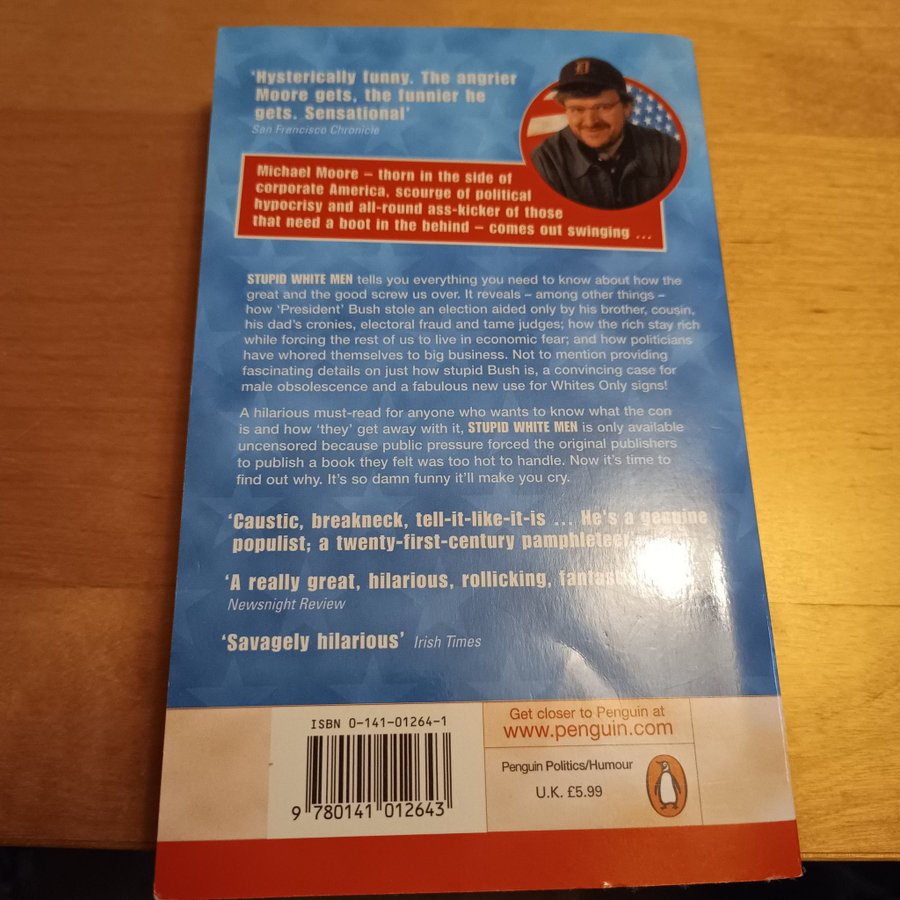 'Hysterically funny. The angrier
Moore gets, the funnier he
gets. Sensational'
San Francisco Chronicle
Michael Moore – thorn in the side of
corporate America, scourge of political
hypocrisy and all-round ass-kicker of those
that need a boot in the behind – comes out swinging ...
STUPID WHITE MEN tells you everything you need to know about how the
great and the good screw us over. It reveals – among other things –
how 'President' Bush stole an election aided only by his brother, cousin,
his dad's cronies, electoral fraud and tame judges; how the rich stay rich
while forcing the rest of us to live in economic fear; and how politicians
have whored themselves to big business. Not to mention providing
fascinating details on just how stupid Bush is, a convincing case for
male obsolescence and a fabulous new use for Whites Only signs!
A hilarious must-read for anyone who wants to know what the con
is and how 'they' get away with it, STUPID WHITE MEN is only available
uncensored because public pressure forced the original publishers
to publish a book they felt was too hot to handle. Now it's time to
find out why. It's so damn funny it'll make you cry.
'Caustic, breakneck, tell-it-like-it-is ... He's a genuine
populist; a twenty-first-century pamphleteer
'A really great, hilarious, rollicking,
Newsnight Review
'Savagely hilarious' Irish Times
ISBN 0-141-01264-1
9 780141 012643
Get closer to Penguin at
www.penguin.com
Penguin Politics/Humour
U.K. £5.99